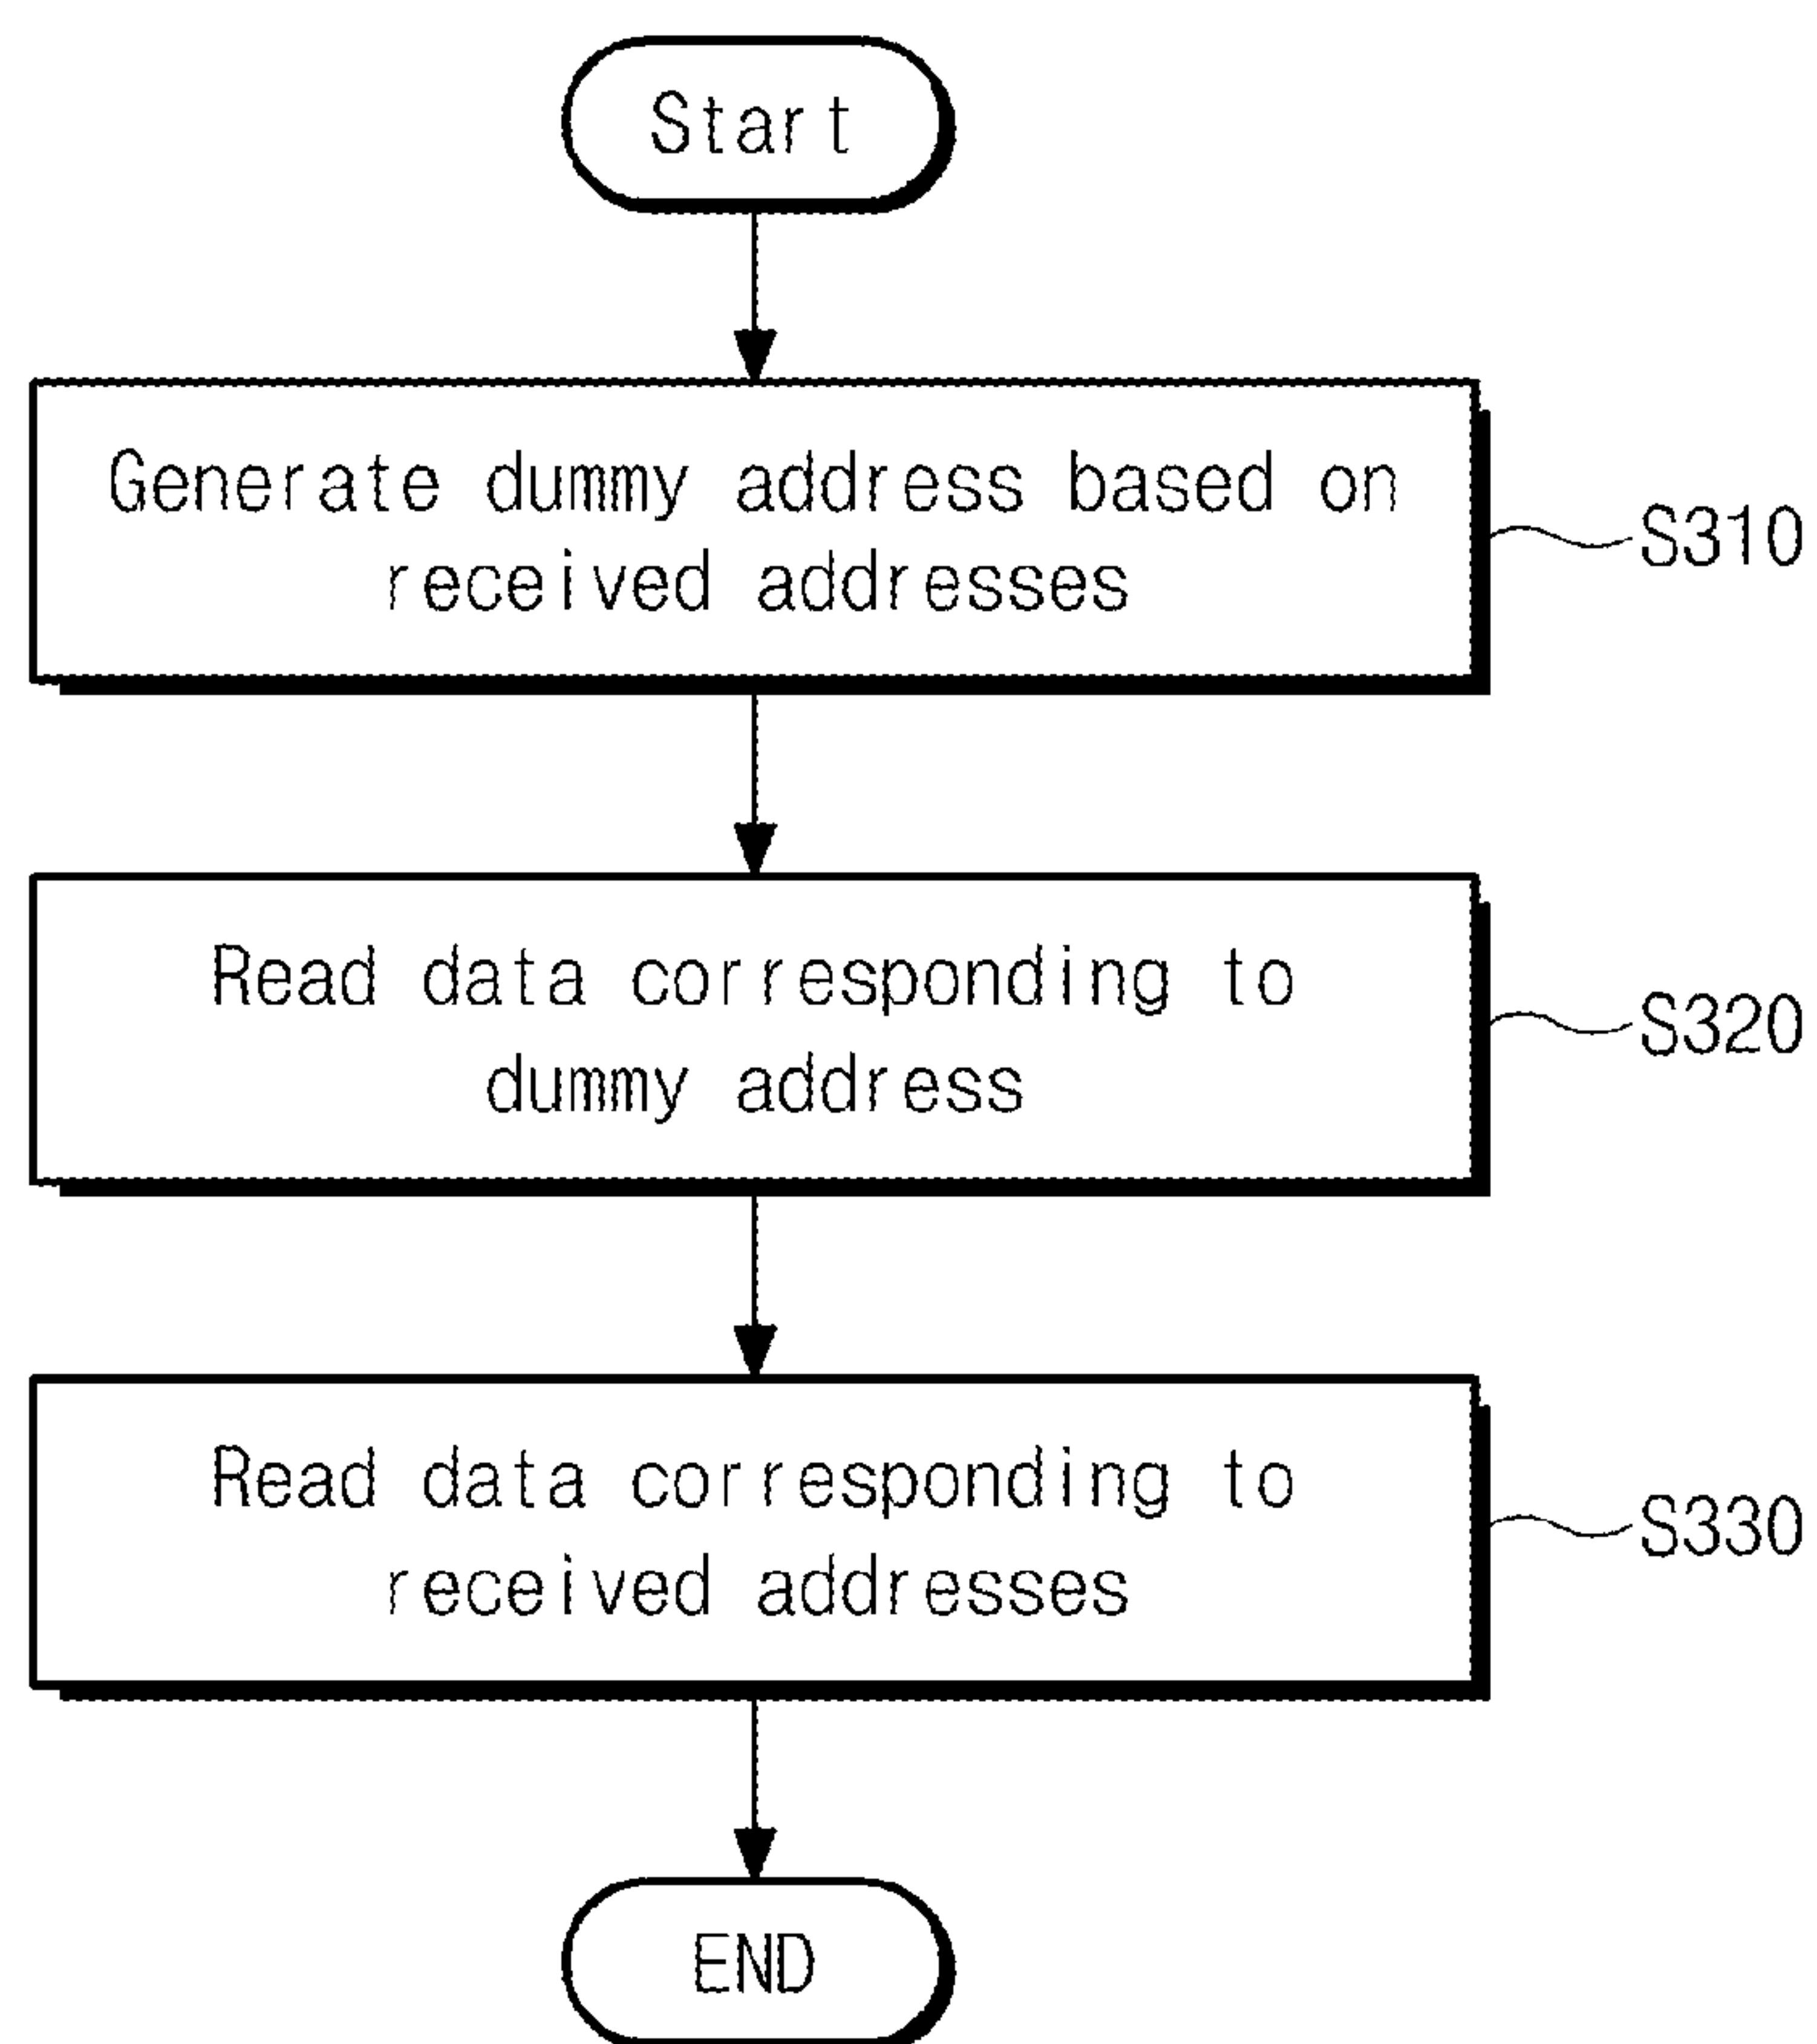 Start
Generate dummy address based on
received addresses
S310
Read data corresponding to
dummy address
S320
Read data corresponding to
received addresses
S330
END